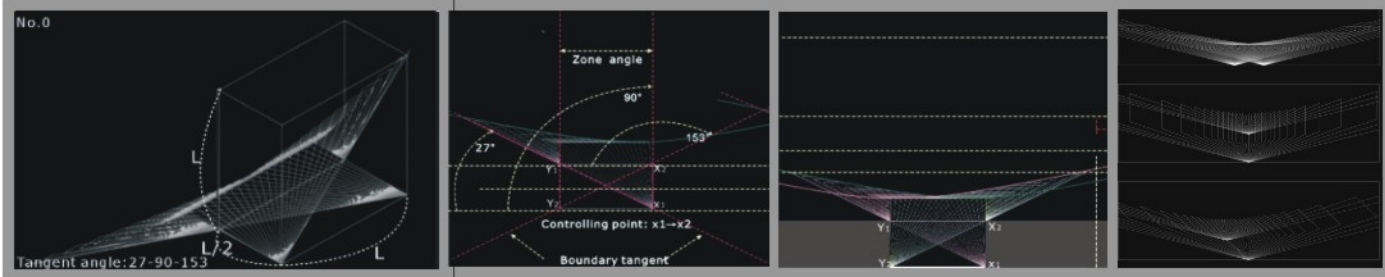 No.0
L
L/2
L
Tangent angle:27-90-153
Zone angle
90°
27°
153°
Y₁
X₂
Y₂
X₁
Controlling point: x1→x2
Boundary tangent
Y₁
X₂
Y₂
X₁